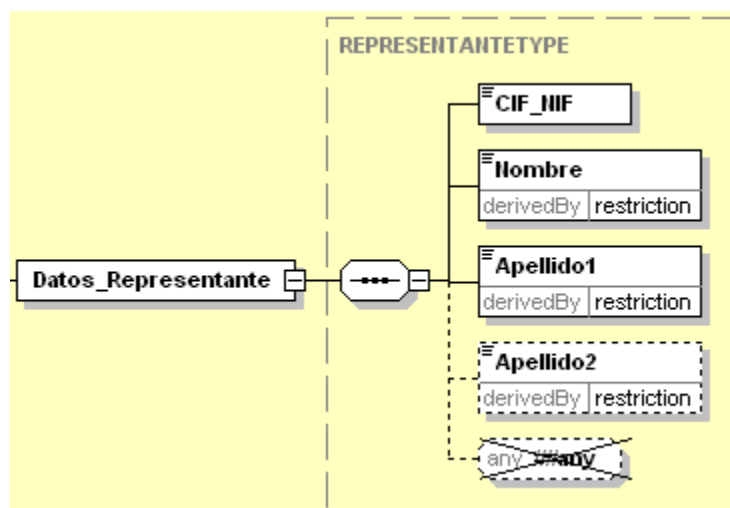 REPRESENTANTETYPE
CIF_NIF
Nombre
derivedBy restriction
Datos_Representante
Apellido1
derivedBy restriction
Apellido2
derivedBy restriction
any ##any